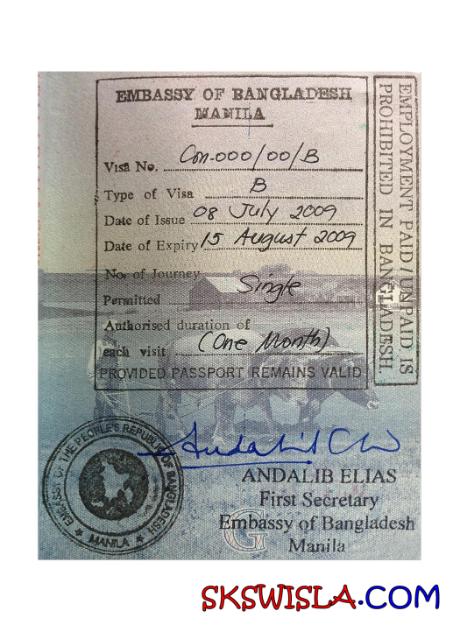 EMBASSY OF BANGLADESH
MANILA
Visa No. Con-000/00/B
Type of Visa B
Date of Issue 08 July 2009
Date of Expiry 15 August 2009
No. of Journey
Permitted Single
Authorised duration of
each visit (One Month)
PROVIDED PASSPORT REMAINS VALID
EMPLOYMENT PAID/UNPAID IS
PROHIBITED IN BANGLADESH.
EMBASSY OF THE PEOPLE'S REPUBLIC OF BANGLADESH
MANILA
ANDALIB ELIAS
First Secretary
Embassy of Bangladesh
Manila
G
SKSWISLA.COM